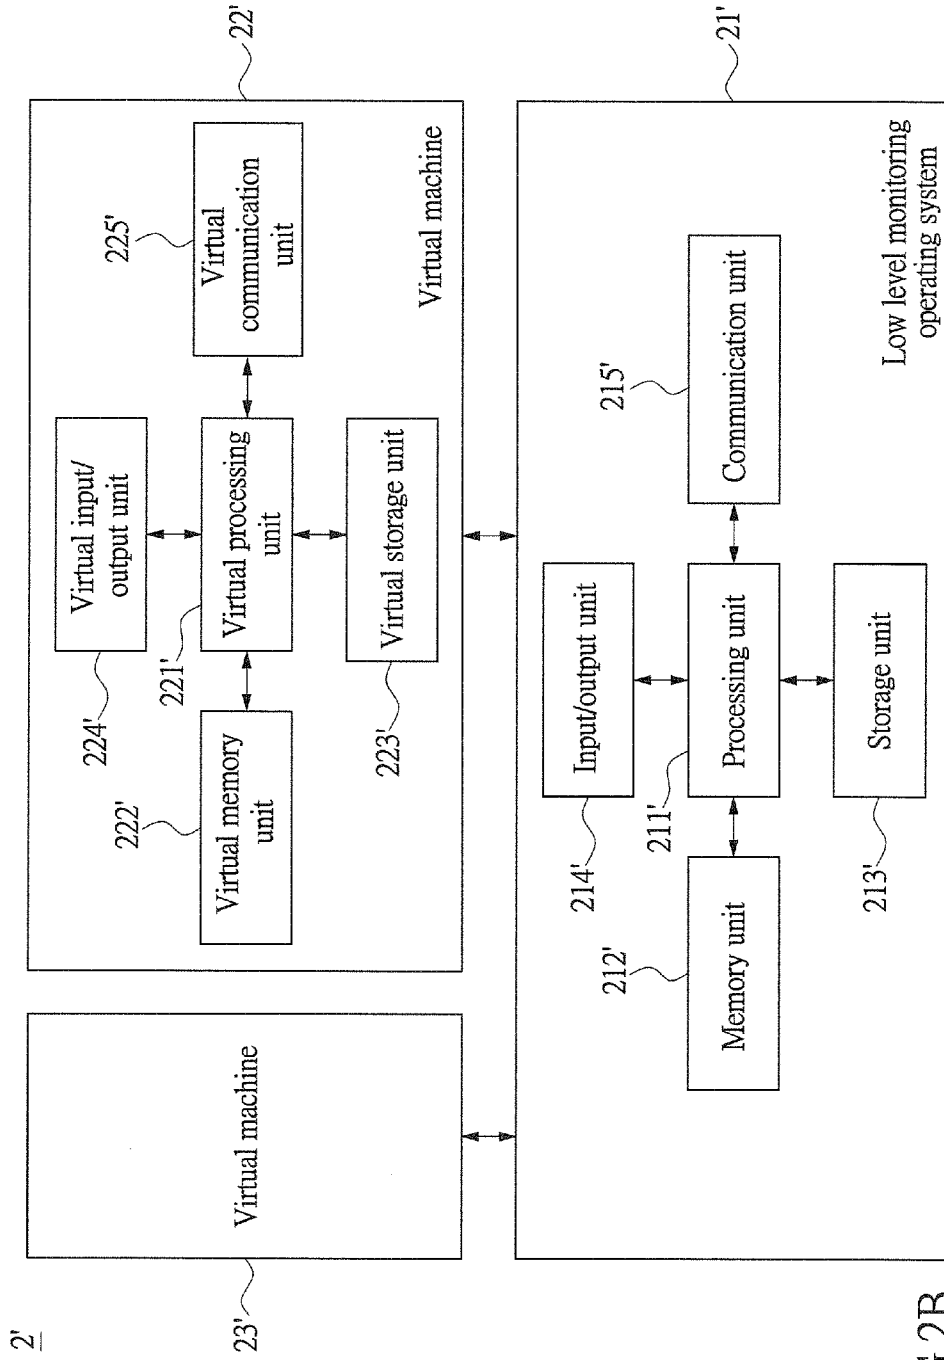 2'
23'
Virtual machine
22'
224'
Virtual input/
output unit
225'
Virtual
communication
unit
222'
Virtual memory
unit
221'
Virtual processing
unit
223'
Virtual storage unit
Virtual machine
21'
214'
Input/output unit
215'
Communication unit
212'
Memory unit
211'
Processing unit
213'
Storage unit
Low level monitoring
operating system
2B